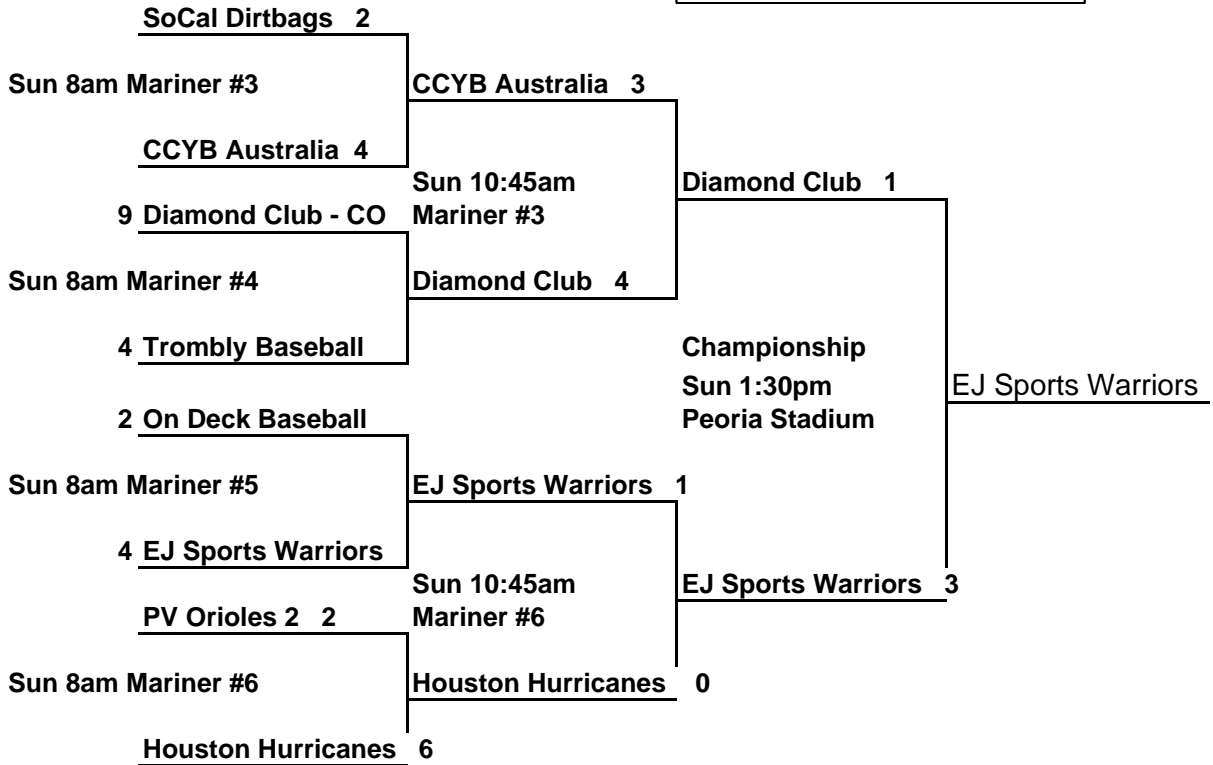 SoCal Dirtbags 2
Sun 8am Mariner #3
CCYB Australia 3
CCYB Australia 4
Sun 10:45am
Diamond Club 1
9 Diamond Club - CO
Mariner #3
Sun 8am Mariner #4
Diamond Club 4
4 Trombly Baseball
Championship
Sun 1:30pm
EJ Sports Warriors
2 On Deck Baseball
Peoria Stadium
Sun 8am Mariner #5
EJ Sports Warriors 1
4 EJ Sports Warriors
Sun 10:45am
EJ Sports Warriors 3
PV Orioles 2 2
Mariner #6
Sun 8am Mariner #6
Houston Hurricanes 0
Houston Hurricanes 6